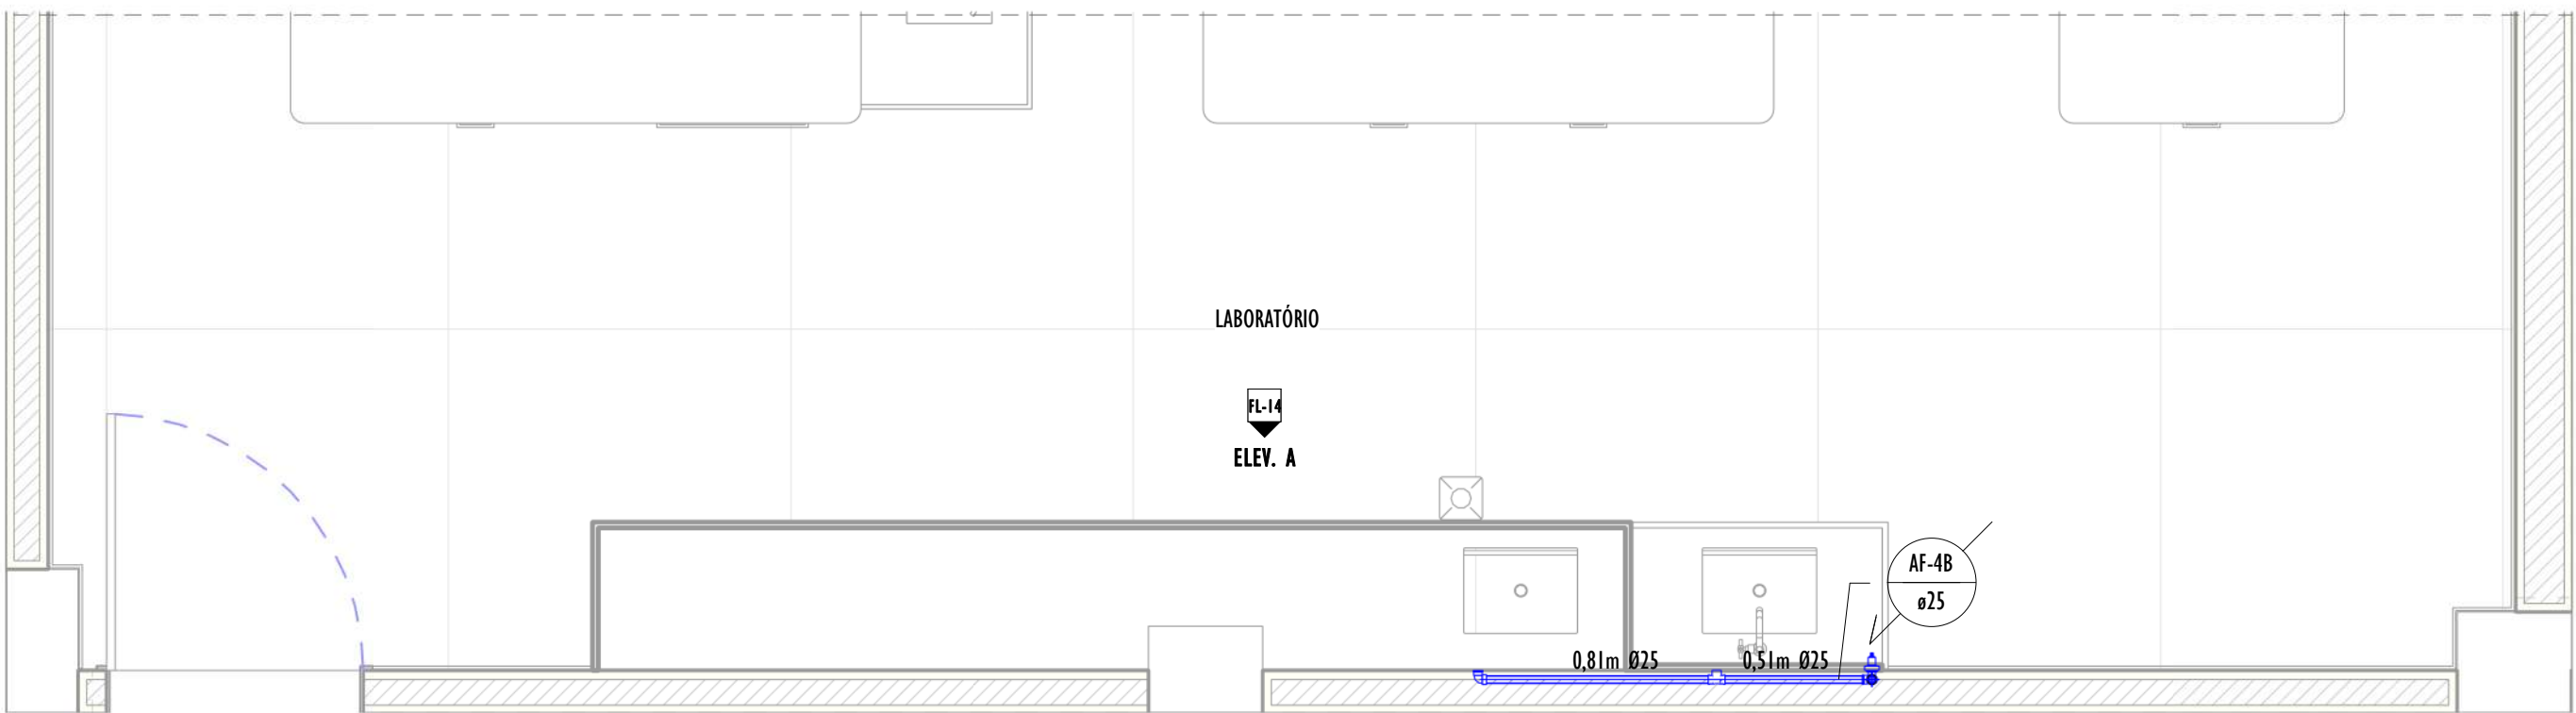 LABORATÓRIO
FL-14
ELEV. A
AF-4B
ø25
0,81m Ø25
0,51m Ø25